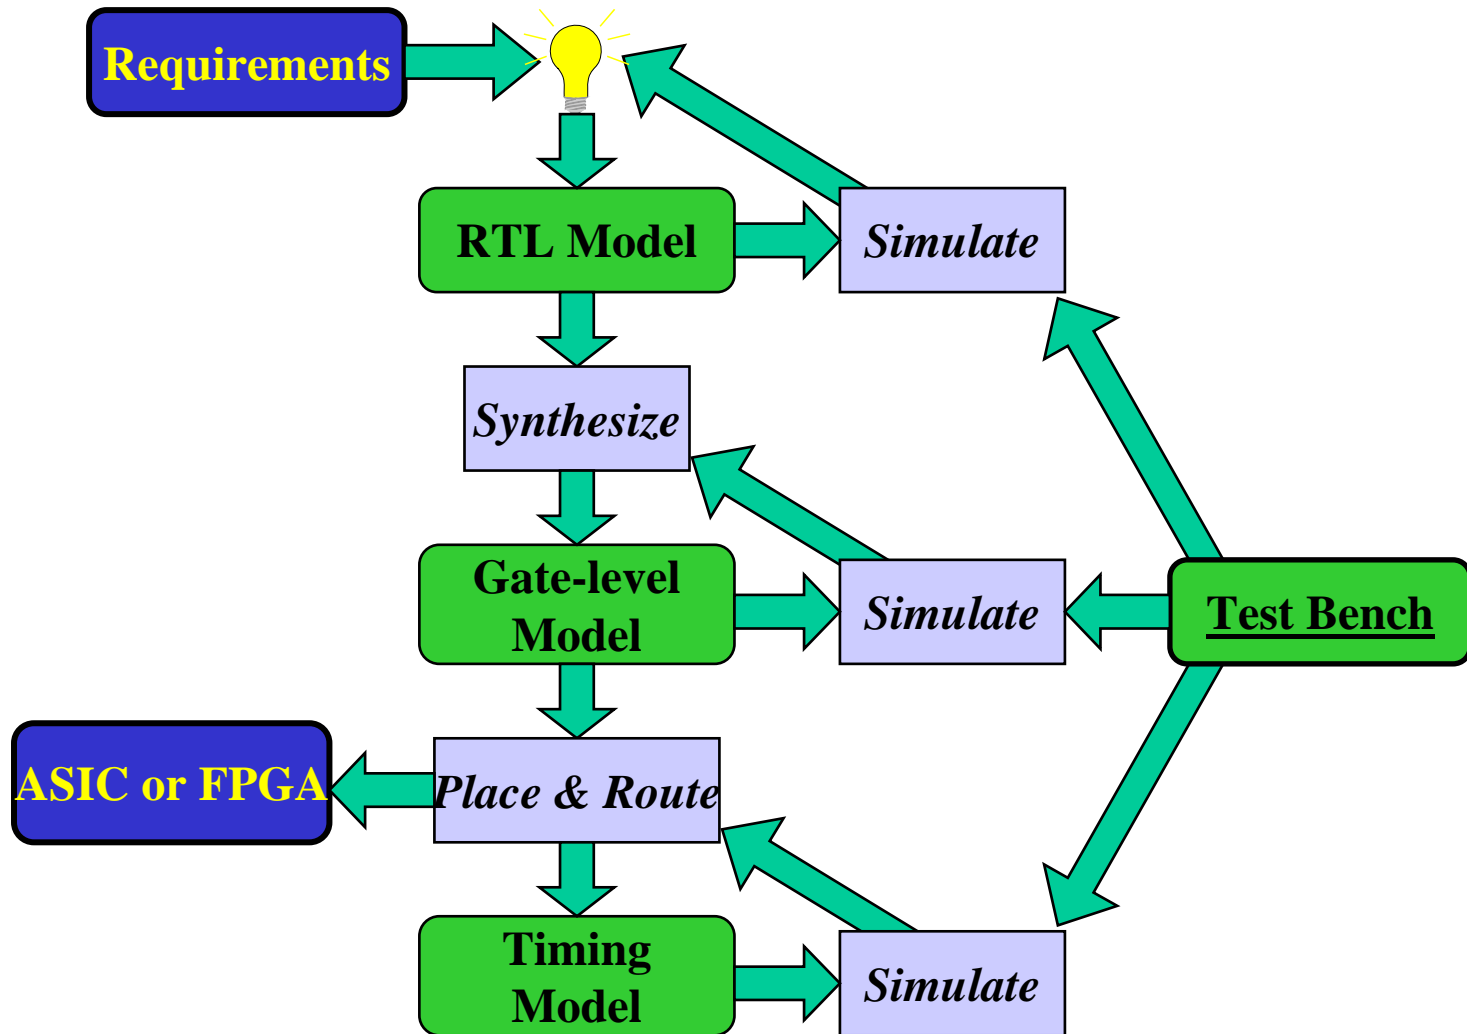 Requirements
RTL Model
Simulate
Synthesize
Gate-level
Model
Simulate
Test Bench
ASIC or FPGA
Place & Route
Timing
Model
Simulate